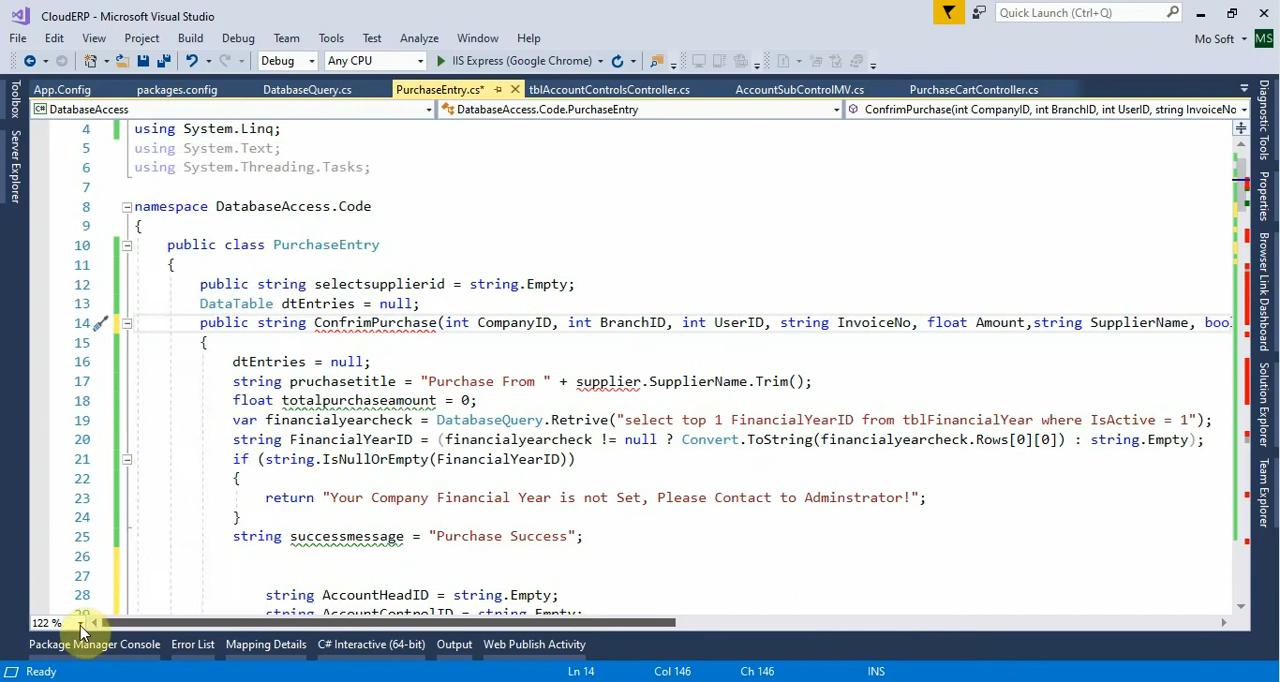 CloudERP - Microsoft Visual Studio
Quick Launch (Ctrl+Q)
File Edit View Project Build Debug Team Tools Test Analyze Window Help
Mo Soft MS
Debug Any CPU IIS Express (Google Chrome)
App.Config packages.config DatabaseQuery.cs PurchaseEntry.cs* tblAccountControlsController.cs AccountSubControlMV.cs PurchaseCartController.cs
DatabaseAccess DatabaseAccess.Code.PurchaseEntry ConfrimPurchase(int CompanyID, int BranchID, int UserID, string InvoiceNo
Toolbox
Server Explorer
Diagnostic Tools
Properties
Browser Link Dashboard
Solution Explorer
Team Explorer
4 using System.Linq;
5 using System.Text;
6 using System.Threading.Tasks;
7
8 namespace DatabaseAccess.Code
9 {
10 public class PurchaseEntry
11 {
12 public string selectsupplierid = string.Empty;
13 DataTable dtEntries = null;
14 public string ConfrimPurchase(int CompanyID, int BranchID, int UserID, string InvoiceNo, float Amount,string SupplierName, bool
15 {
16 dtEntries = null;
17 string pruchasetitle = "Purchase From " + supplier.SupplierName.Trim();
18 float totalpurchaseamount = 0;
19 var financialyearcheck = DatabaseQuery.Retrive("select top 1 FinancialYearID from tblFinancialYear where IsActive = 1");
20 string FinancialYearID = (financialyearcheck != null ? Convert.ToString(financialyearcheck.Rows[0][0]) : string.Empty);
21 if (string.IsNullOrEmpty(FinancialYearID))
22 {
23 return "Your Company Financial Year is not Set, Please Contact to Adminstrator!";
24 }
25 string successmessage = "Purchase Success";
26
27
28 string AccountHeadID = string.Empty;
29 string AccountControlID = string.Empty;
122 %
Package Manager Console Error List Mapping Details C# Interactive (64-bit) Output Web Publish Activity
Ready Ln 14 Col 146 Ch 146 INS